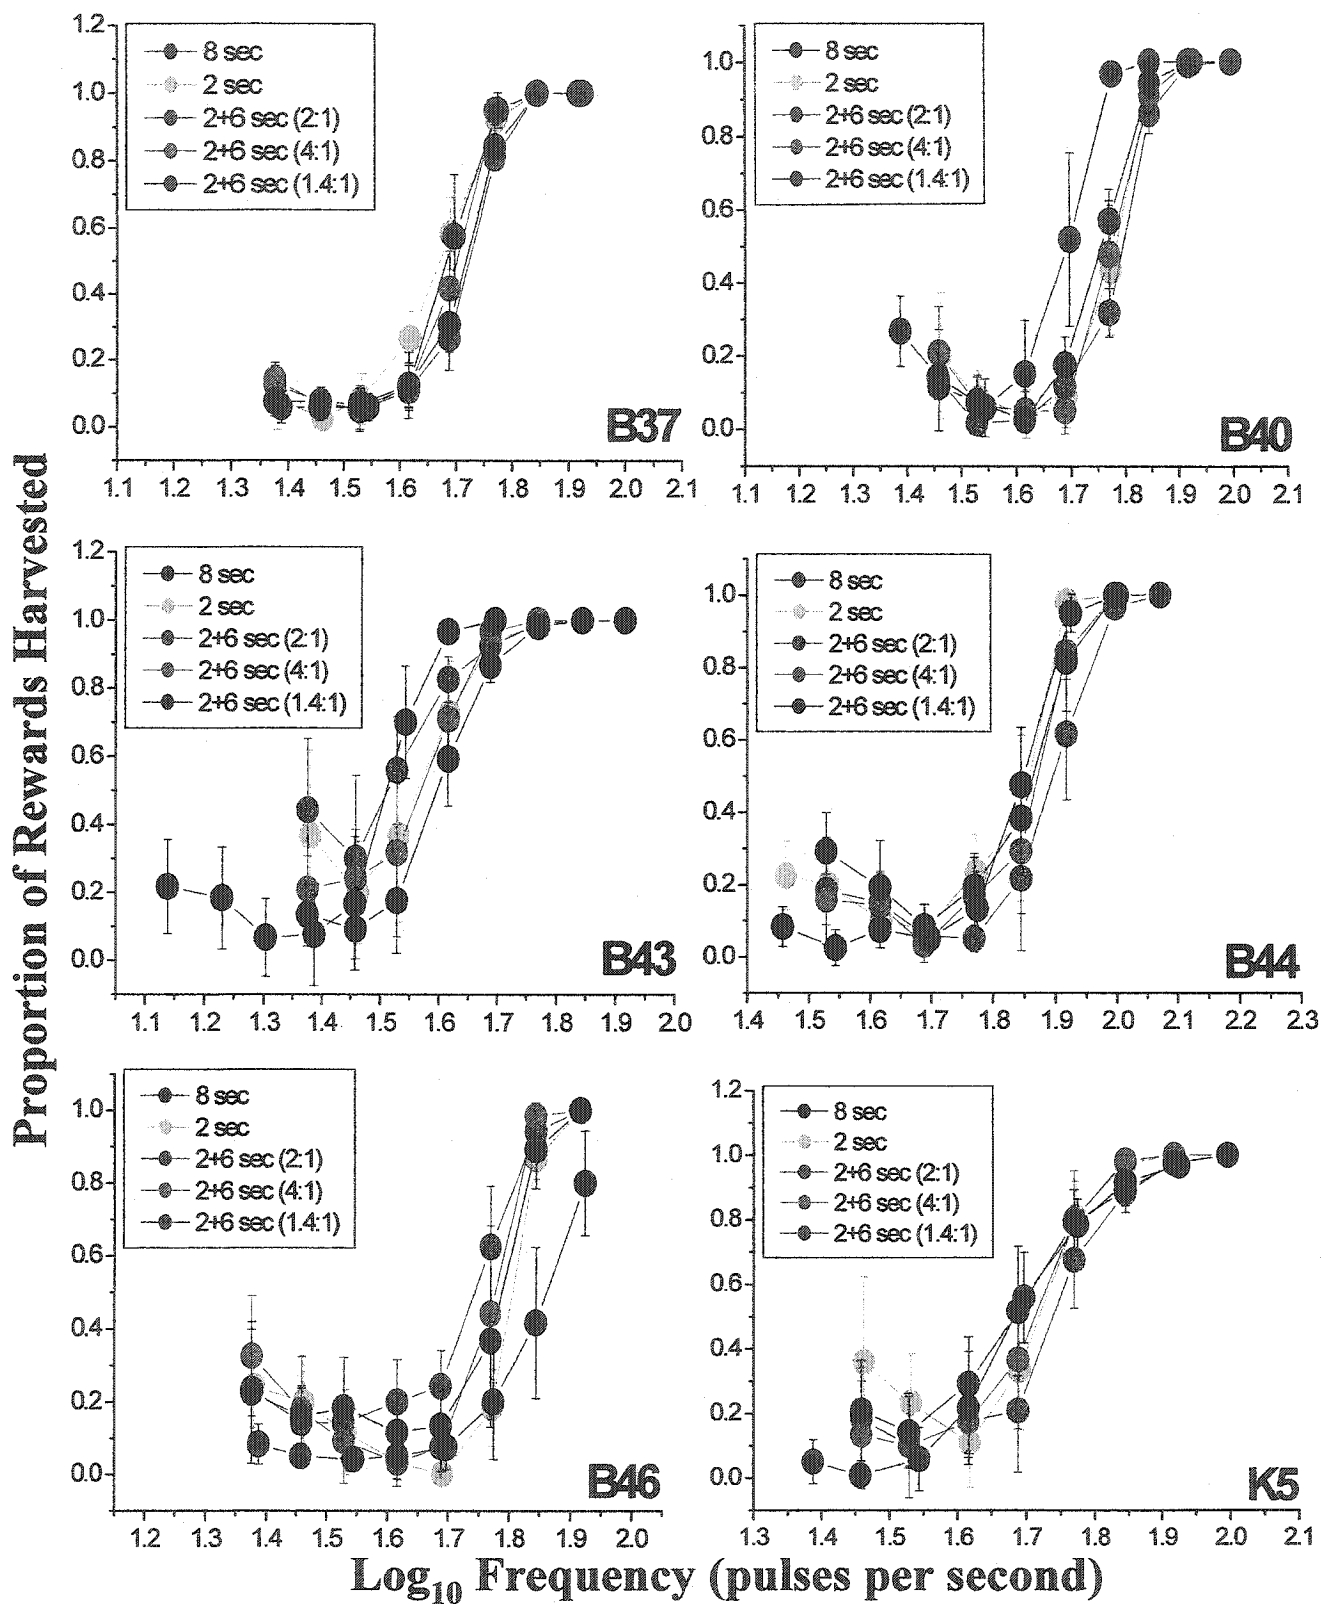 Proportion of Rewards Harvested
1.2
1.0
0.8
0.6
0.4
0.2
0.0
8 sec
2 sec
2+6 sec (2:1)
2+6 sec (4:1)
2+6 sec (1.4:1)
B37
1.1 1.2 1.3 1.4 1.5 1.6 1.7 1.8 1.9 2.0 2.1
1.0
0.8
0.6
0.4
0.2
0.0
8 sec
2 sec
2+6 sec (2:1)
2+6 sec (4:1)
2+6 sec (1.4:1)
B40
1.1 1.2 1.3 1.4 1.5 1.6 1.7 1.8 1.9 2.0 2.1
1.2
1.0
0.8
0.6
0.4
0.2
0.0
8 sec
2 sec
2+6 sec (2:1)
2+6 sec (4:1)
2+6 sec (1.4:1)
B43
1.1 1.2 1.3 1.4 1.5 1.6 1.7 1.8 1.9 2.0
1.0
0.8
0.6
0.4
0.2
0.0
8 sec
2 sec
2+6 sec (2:1)
2+6 sec (4:1)
2+6 sec (1.4:1)
B44
1.4 1.5 1.6 1.7 1.8 1.9 2.0 2.1 2.2 2.3
1.0
0.8
0.6
0.4
0.2
0.0
8 sec
2 sec
2+6 sec (2:1)
2+6 sec (4:1)
2+6 sec (1.4:1)
B46
1.2 1.3 1.4 1.5 1.6 1.7 1.8 1.9 2.0
1.2
1.0
0.8
0.6
0.4
0.2
0.0
8 sec
2 sec
2+6 sec (2:1)
2+6 sec (4:1)
2+6 sec (1.4:1)
K5
1.3 1.4 1.5 1.6 1.7 1.8 1.9 2.0 2.1
Log10 Frequency (pulses per second)